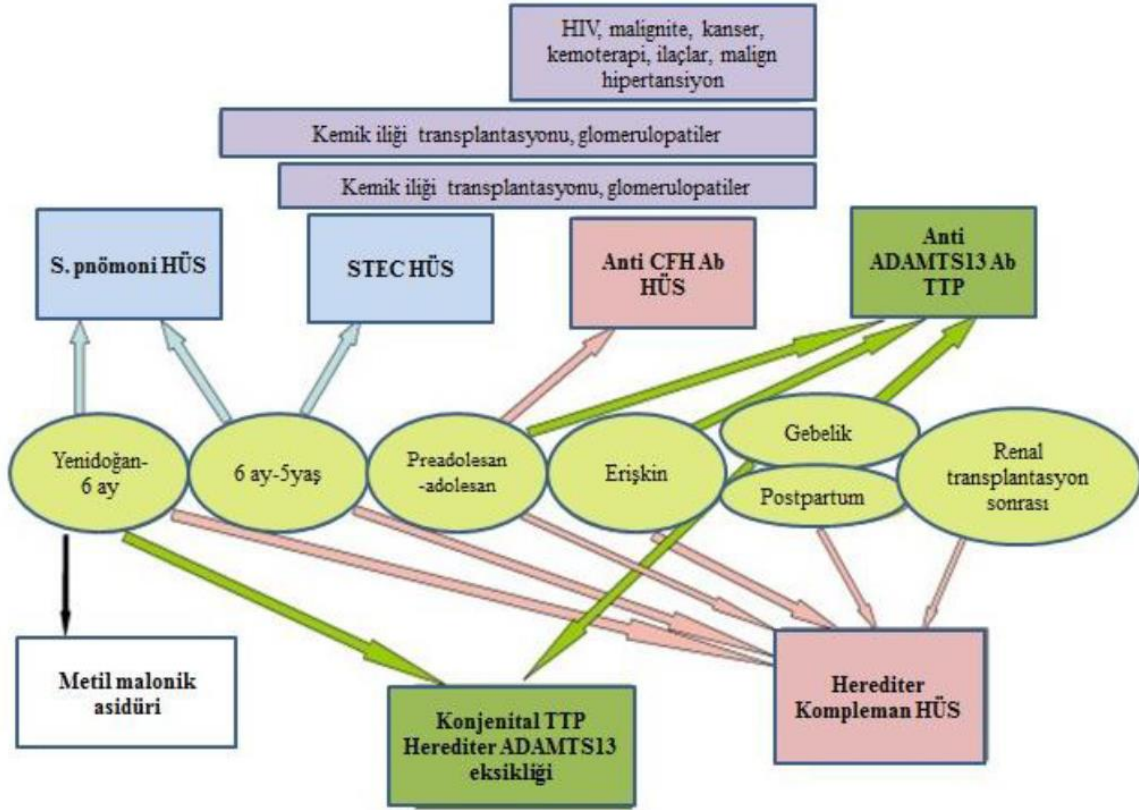 HIV, malignite, kanser,
kemoterapi, ilaçlar, malign
hipertansiyon
Kemik iliği transplantasyonu, glomerulopatiler
Kemik iliği transplantasyonu, glomerulopatiler
S. pnömoni HÜS
STEC HÜS
Anti CFH Ab
HÜS
Anti
ADAMTS13 Ab
TTP
Yenidoğan-
6 ay
6 ay-5yaş
Preadolesan
-adolesan
Erişkin
Gebelik
Postpartum
Renal
transplantasyon
sonrası
Metil malonik
asidüri
Konjenital TTP
Herediter ADAMTS13
eksikliği
Herediter
Kompleman HÜS